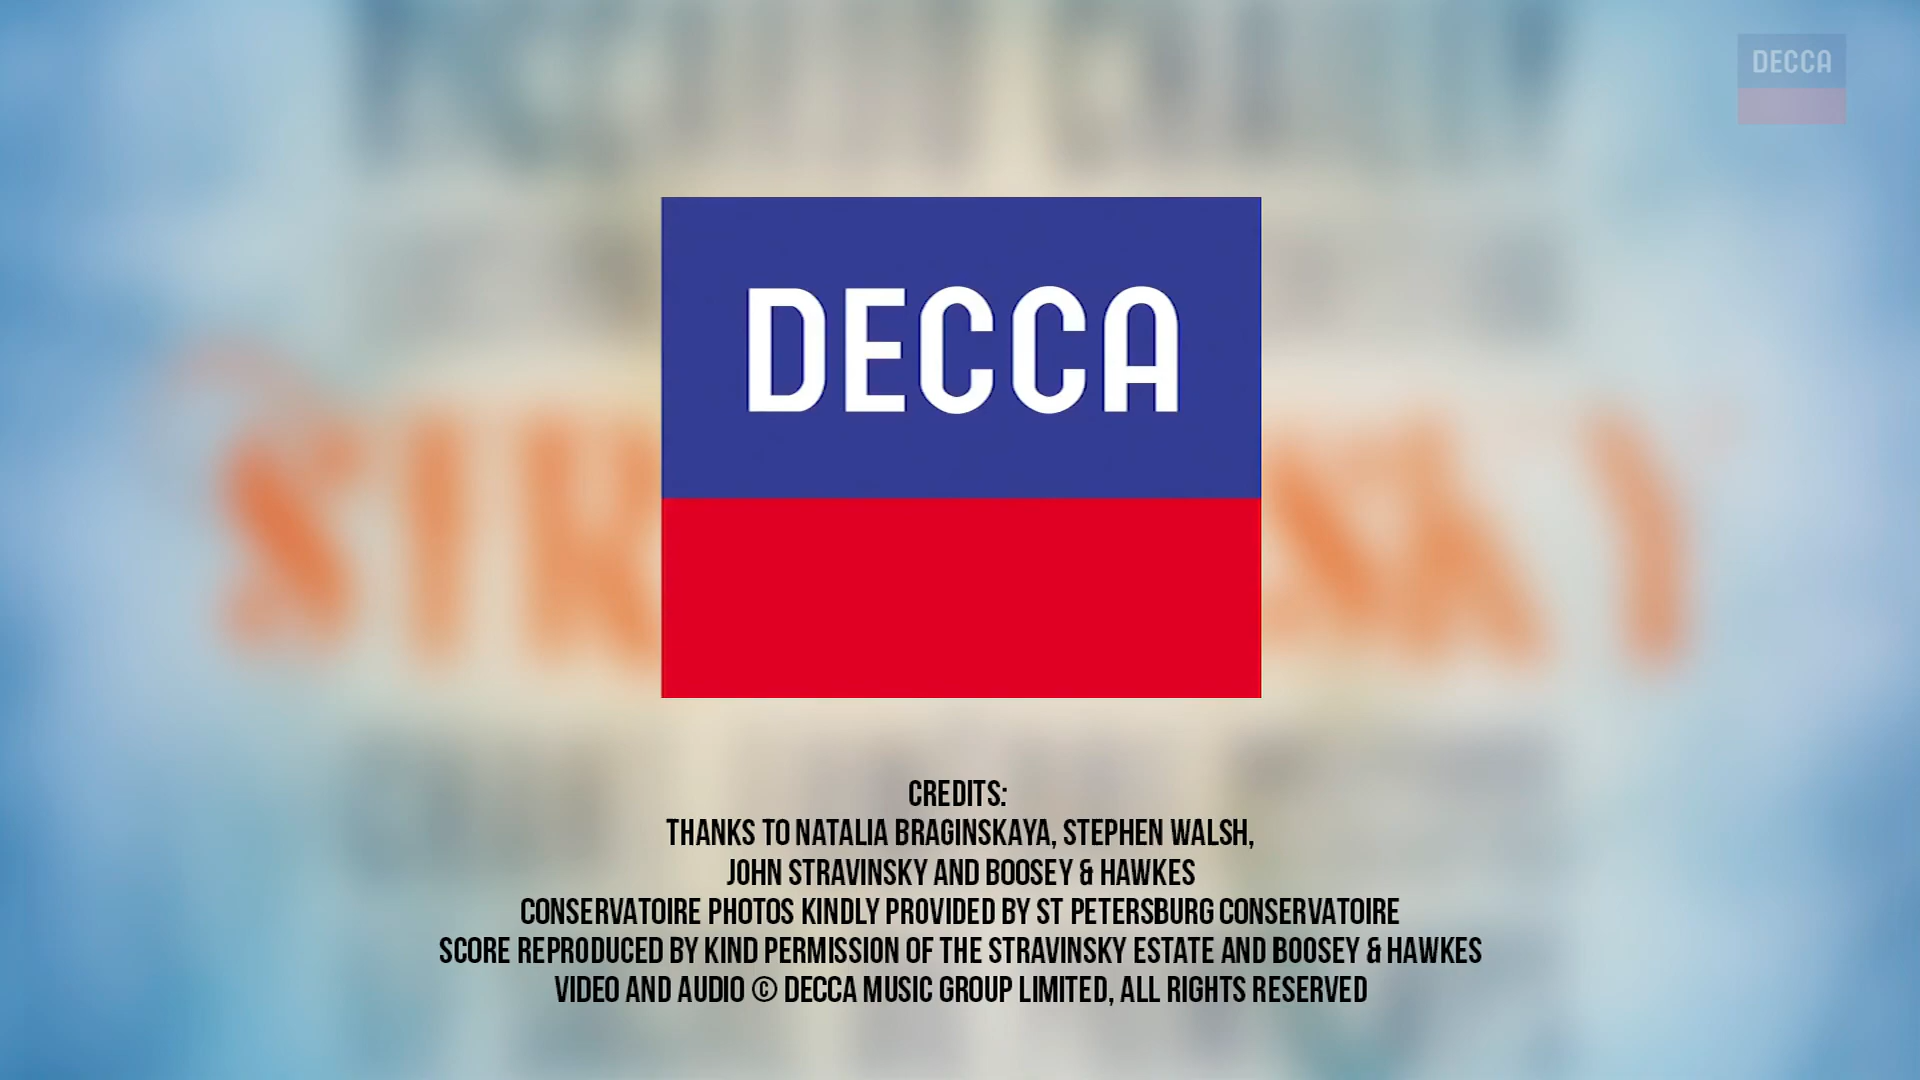 DECCA
DECCA
CREDITS:
THANKS TO NATALIA BRAGINSKAYA, STEPHEN WALSH,
JOHN STRAVINSKY AND BOOSEY & HAWKES
CONSERVATOIRE PHOTOS KINDLY PROVIDED BY ST PETERSBURG CONSERVATOIRE
SCORE REPRODUCED BY KIND PERMISSION OF THE STRAVINSKY ESTATE AND BOOSEY & HAWKES
VIDEO AND AUDIO © DECCA MUSIC GROUP LIMITED, ALL RIGHTS RESERVED